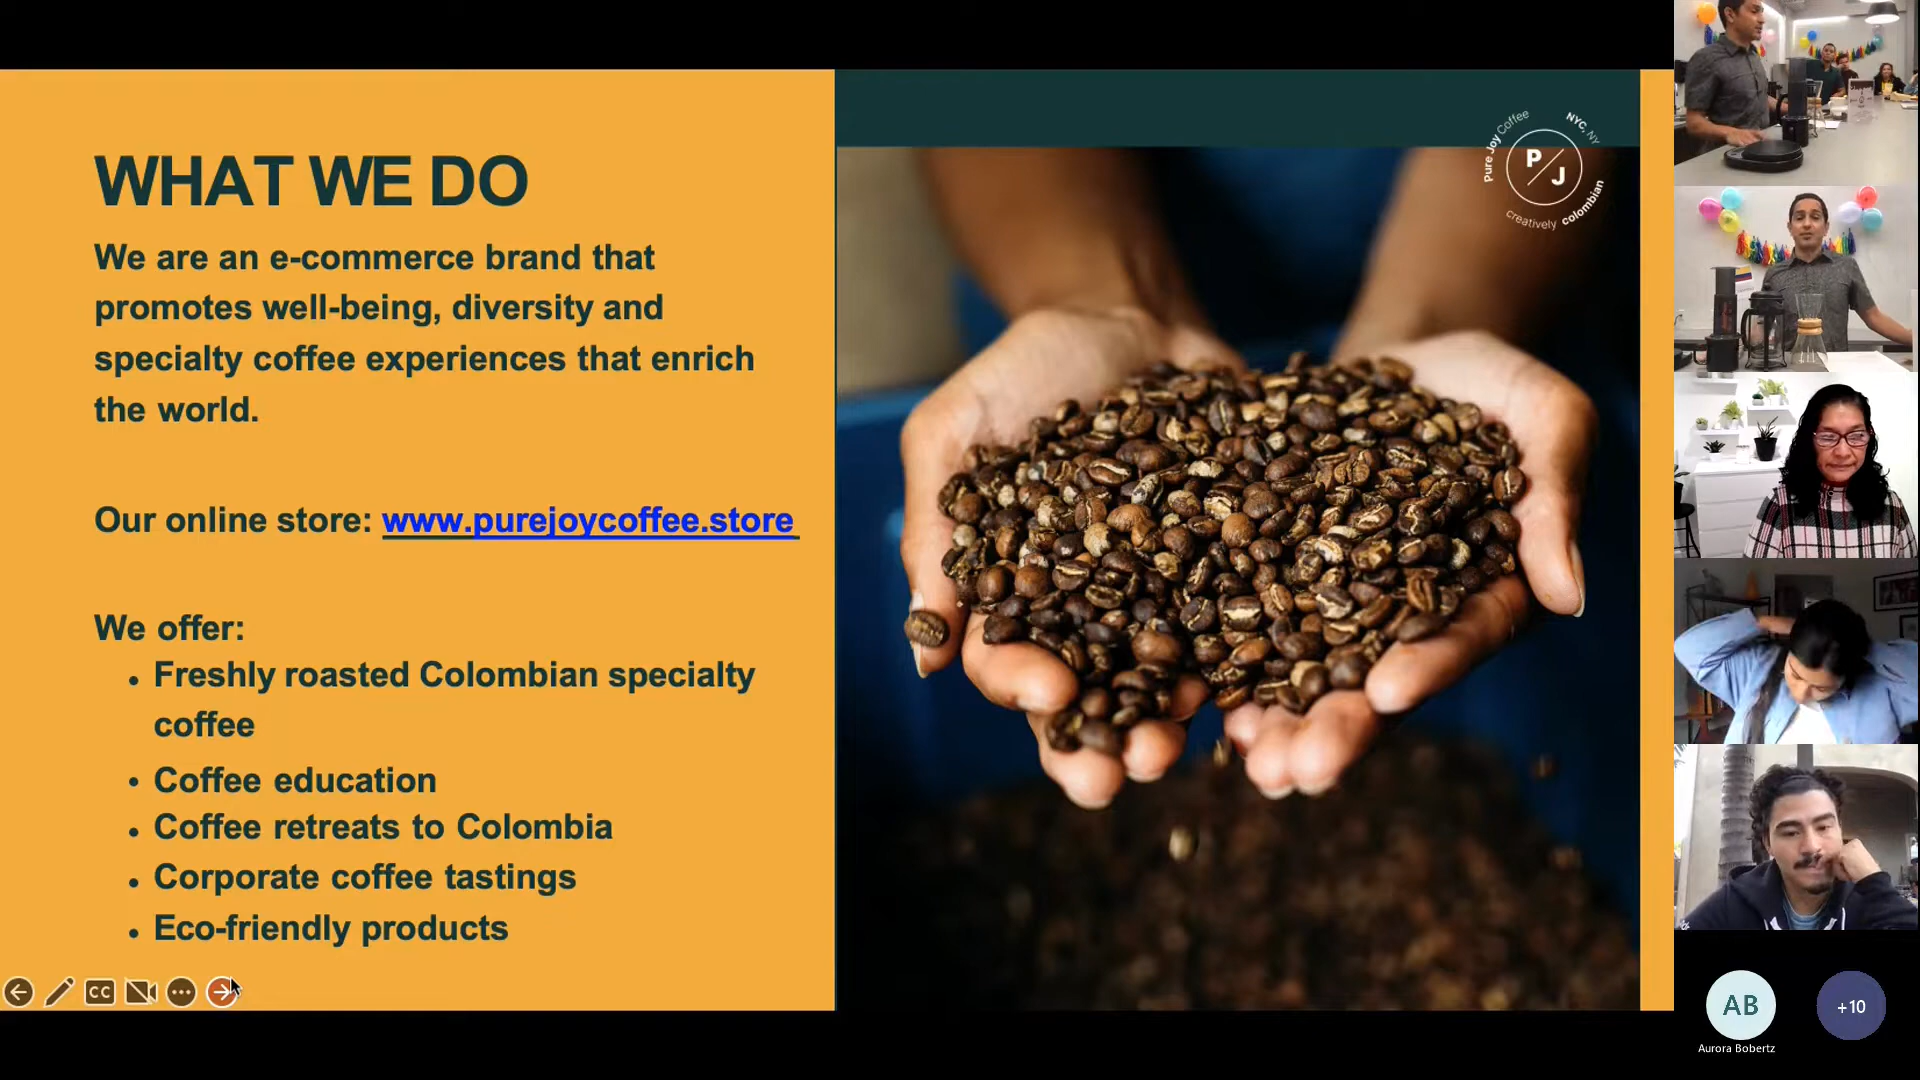 WHAT WE DO
We are an e-commerce brand that
promotes well-being, diversity and
specialty coffee experiences that enrich
the world.
Our online store: www.purejoycoffee.store
We offer:
• Freshly roasted Colombian specialty
coffee
• Coffee education
• Coffee retreats to Colombia
• Corporate coffee tastings
• Eco-friendly products
Pure Joy Coffee
NYC, NY
P/J
creatively colombian
CC
AB
+10
Aurora Bobertz